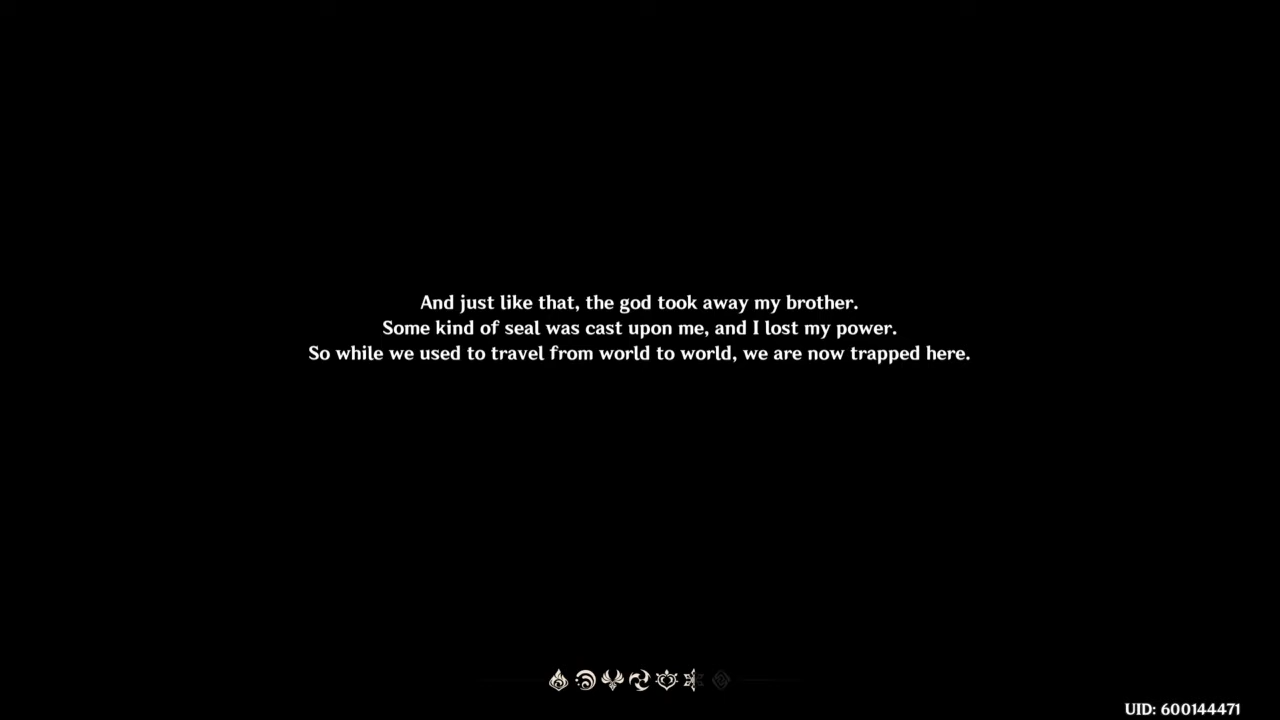 And just like that, the god took away my brother.
Some kind of seal was cast upon me, and I lost my power.
So while we used to travel from world to world, we are now trapped here.
UID: 600144471